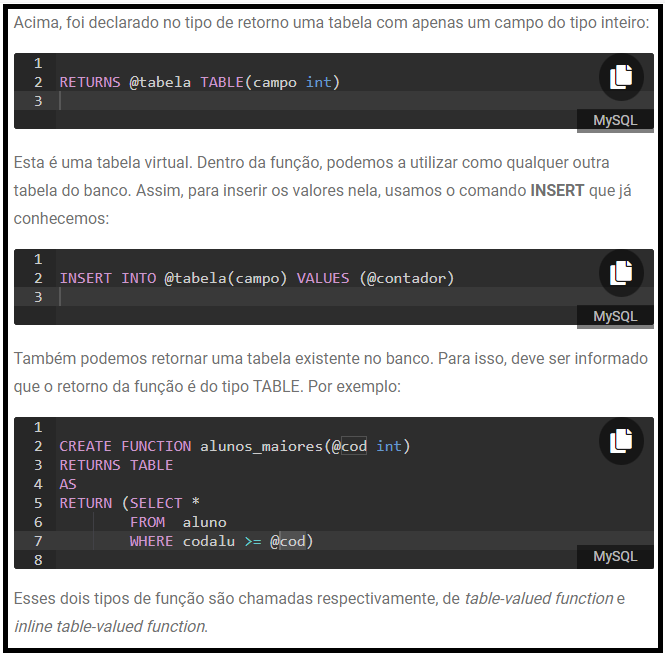 Acima, foi declarado no tipo de retorno uma tabela com apenas um campo do tipo inteiro:
1
2 RETURNS @tabela TABLE(campo int)
3
MySQL
Esta é uma tabela virtual. Dentro da função, podemos a utilizar como qualquer outra
tabela do banco. Assim, para inserir os valores nela, usamos o comando INSERT que já
conhecemos:
1
2 INSERT INTO @tabela(campo) VALUES (@contador)
3
MySQL
Também podemos retornar uma tabela existente no banco. Para isso, deve ser informado
que o retorno da função é do tipo TABLE. Por exemplo:
1
2 CREATE FUNCTION alunos_maiores(@cod int)
3 RETURNS TABLE
4 AS
5 RETURN (SELECT *
6 FROM aluno
7 WHERE codalu >= @cod)
8
MySQL
Esses dois tipos de função são chamadas respectivamente, de table-valued function e
inline table-valued function.